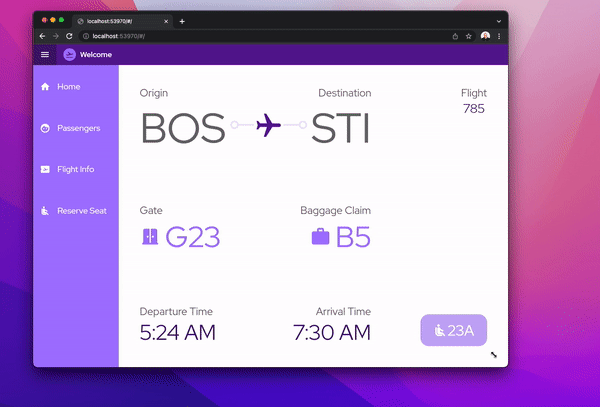 localhost:53970/#/
localhost:53970/#/
Welcome
Home
Passengers
Flight Info
Reserve Seat
Origin
Destination
Flight
785
BOS
STI
Gate
Baggage Claim
G23
B5
Departure Time
Arrival Time
5:24 AM
7:30 AM
23A